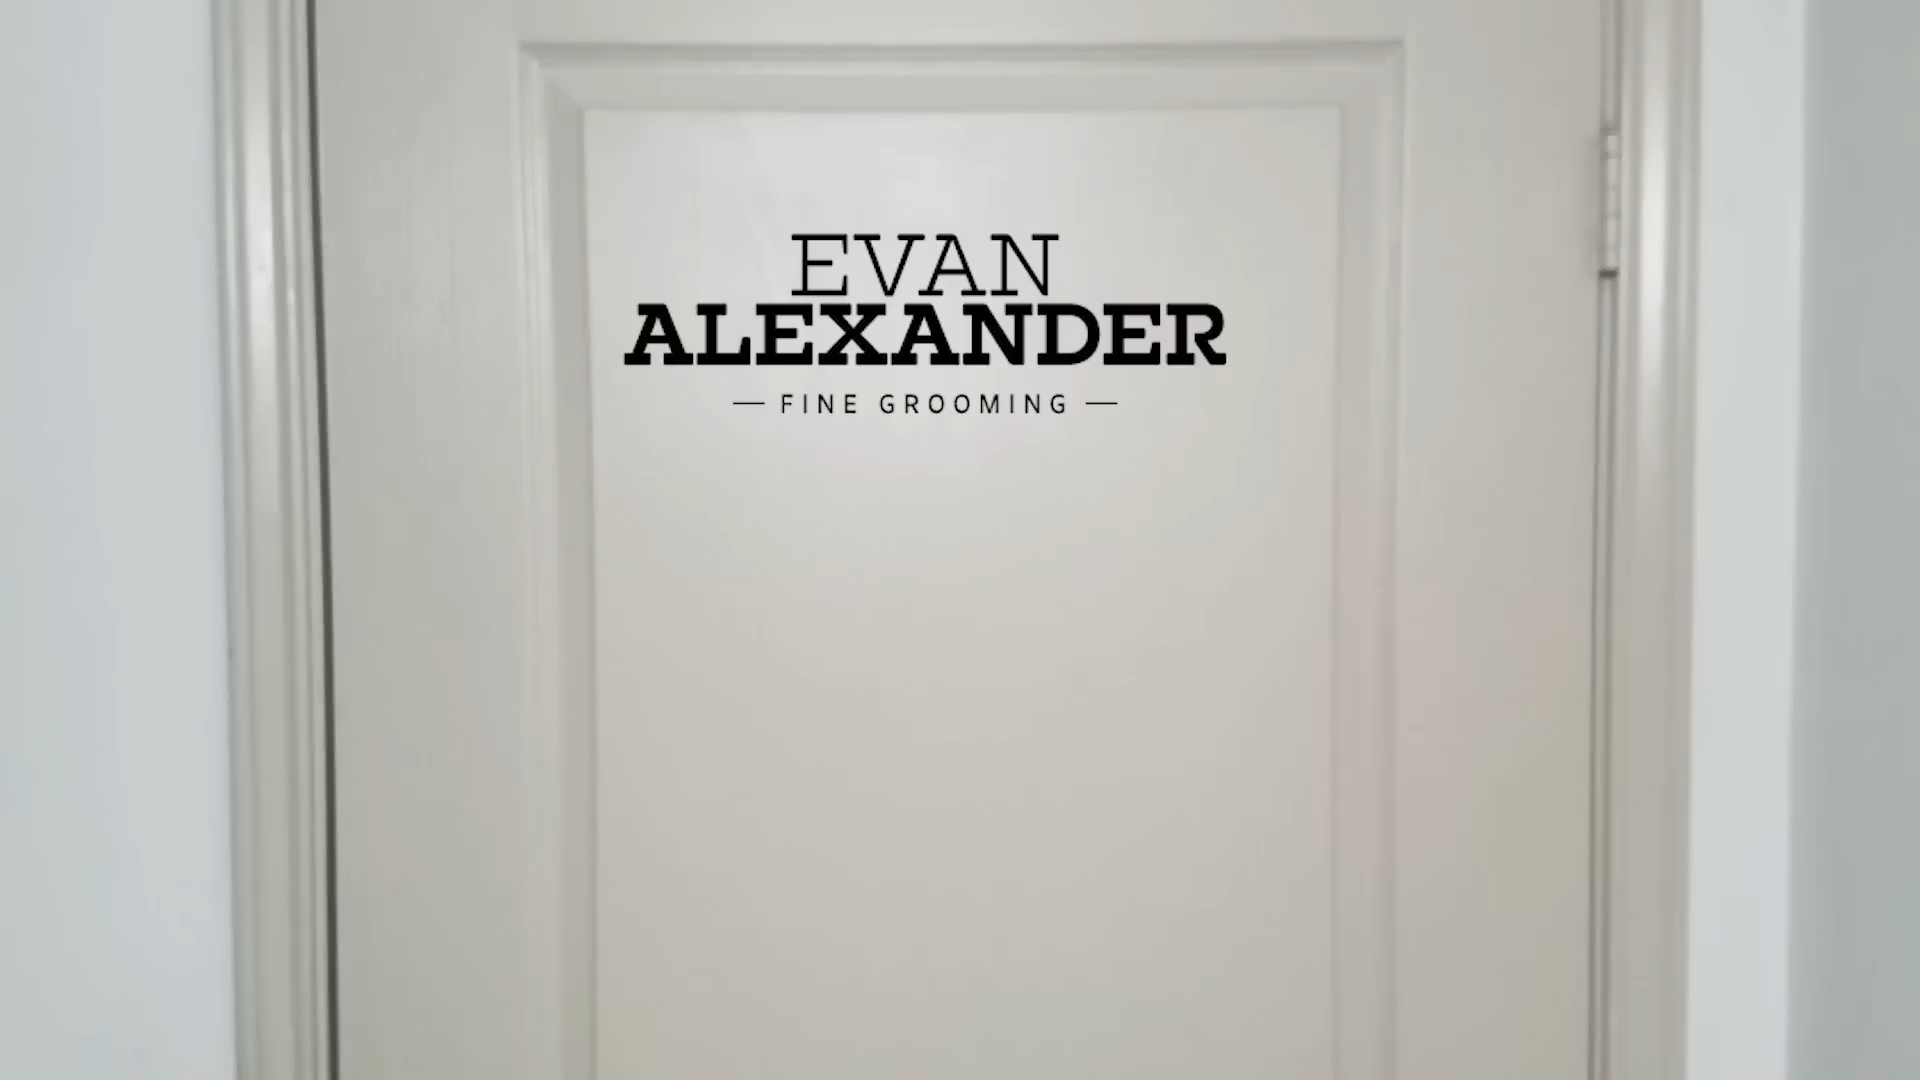 EVAN
ALEXANDER
— FINE GROOMING —